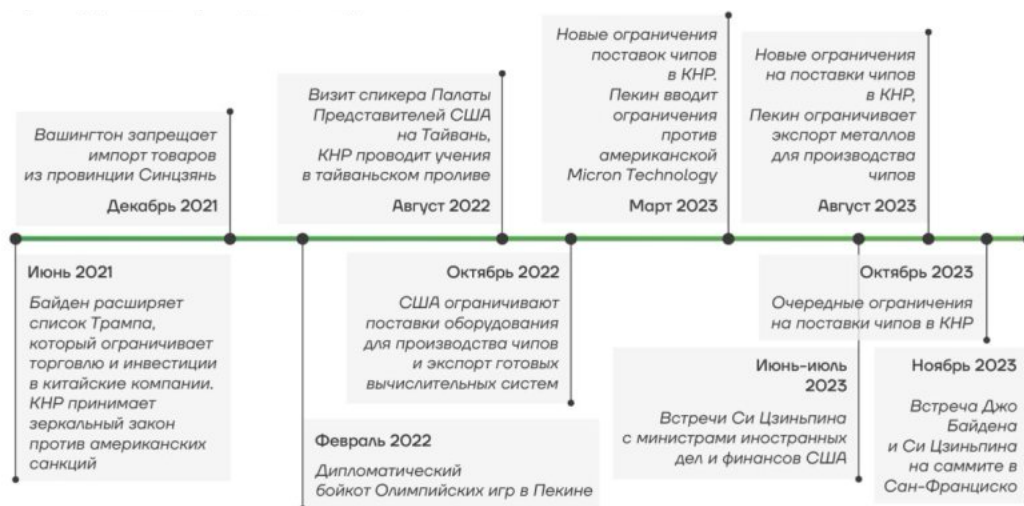 Вашингтон запрещает
импорт товаров
из провинции Синцзянь
Декабрь 2021
Визит спикера Палаты
Представителей США
на Тайвань,
КНР проводит учения
в тайваньском проливе
Август 2022
Новые ограничения
поставок чипов
в КНР.
Пекин вводит
ограничения
против
американской
Micron Technology
Март 2023
Новые ограничения
на поставки чипов
в КНР,
Пекин ограничивает
экспорт металлов
для производства
чипов
Август 2023
Июнь 2021
Байден расширяет
список Трампа,
который ограничивает
торговлю и инвестиции
в китайские компании.
КНР принимает
зеркальный закон
против американских
санкций
Февраль 2022
Дипломатический
бойкот Олимпийских игр в Пекине
Октябрь 2022
США ограничивают
поставки оборудования
для производства чипов
и экспорт готовых
вычислительных систем
Июнь-июль
2023
Встречи Си Цзиньпина
с министрами иностранных
дел и финансов США
Октябрь 2023
Очередные ограничения
на поставки чипов в КНР
Ноябрь 2023
Встреча Джо
Байдена
и Си Цзиньпина
на саммите в
Сан-Франциско